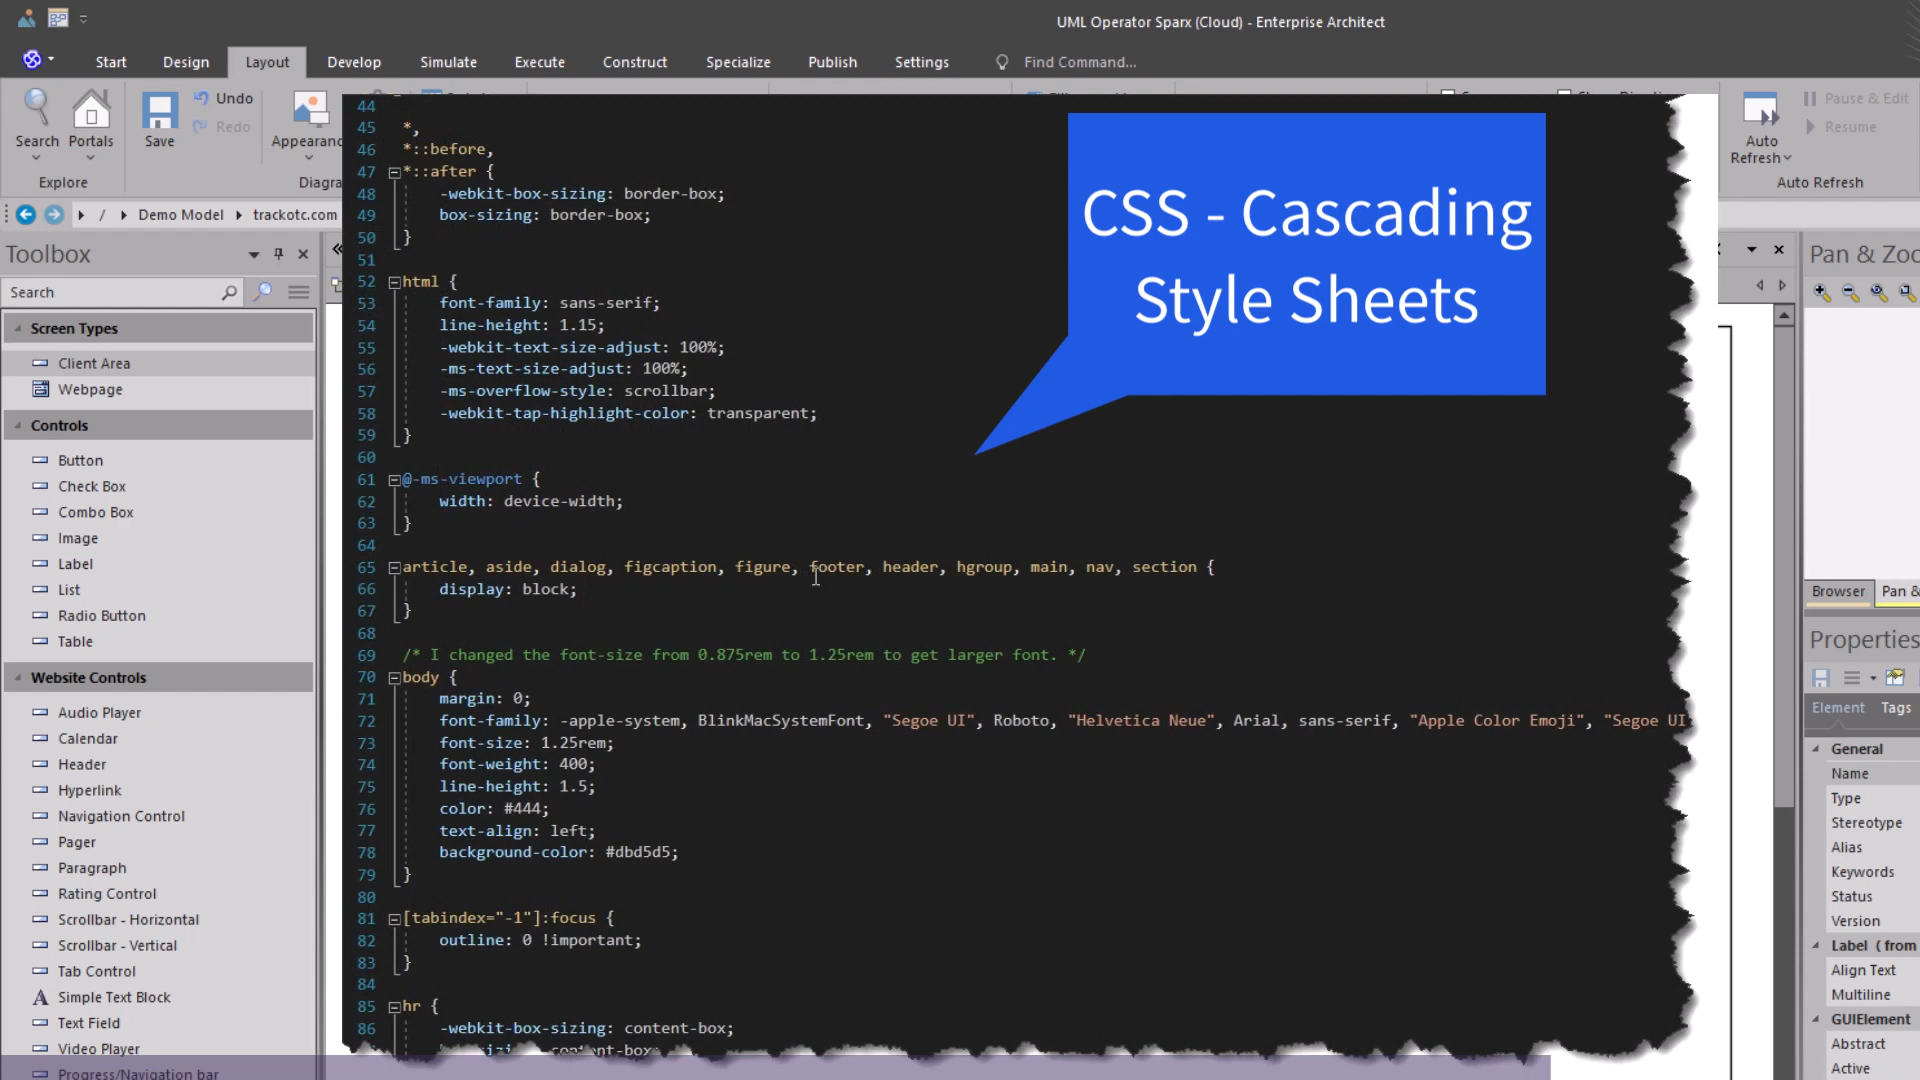 UML Operator Sparx (Cloud) - Enterprise Architect
Start Design Layout Develop Simulate Execute Construct Specialize Publish Settings Find Command...
Search Portals
Explore
Save
Undo
Redo
Auto Refresh
Pause & Edit
Resume
Auto Refresh
/ Demo Model trackotc.com
Toolbox
Search
Screen Types
Client Area
Webpage
Controls
Button
Check Box
Combo Box
Image
Label
List
Radio Button
Table
Website Controls
Audio Player
Calendar
Header
Hyperlink
Navigation Control
Pager
Paragraph
Rating Control
Scrollbar - Horizontal
Scrollbar - Vertical
Tab Control
Simple Text Block
Text Field
Video Player
Progress/Navigation bar
44
45 *,
46 *::before,
47 *::after {
48 -webkit-box-sizing: border-box;
49 box-sizing: border-box;
50 }
51
52 html {
53 font-family: sans-serif;
54 line-height: 1.15;
55 -webkit-text-size-adjust: 100%;
56 -ms-text-size-adjust: 100%;
57 -ms-overflow-style: scrollbar;
58 -webkit-tap-highlight-color: transparent;
59 }
60
61 @-ms-viewport {
62 width: device-width;
63 }
64
65 article, aside, dialog, figcaption, figure, footer, header, hgroup, main, nav, section {
66 display: block;
67 }
68
69 /* I changed the font-size from 0.875rem to 1.25rem to get larger font. */
70 body {
71 margin: 0;
72 font-family: -apple-system, BlinkMacSystemFont, "Segoe UI", Roboto, "Helvetica Neue", Arial, sans-serif, "Apple Color Emoji", "Segoe UI
73 font-size: 1.25rem;
74 font-weight: 400;
75 line-height: 1.5;
76 color: #444;
77 text-align: left;
78 background-color: #dbd5d5;
79 }
80
81 [tabindex="-1"]:focus {
82 outline: 0 !important;
83 }
84
85 hr {
86 -webkit-box-sizing: content-box;
CSS - Cascading
Style Sheets
Pan & Zoo
Browser Pan &
Properties
Element Tags
General
Name
Type
Stereotype
Alias
Keywords
Status
Version
Label ( from
Align Text
Multiline
GUIElement
Abstract
Active